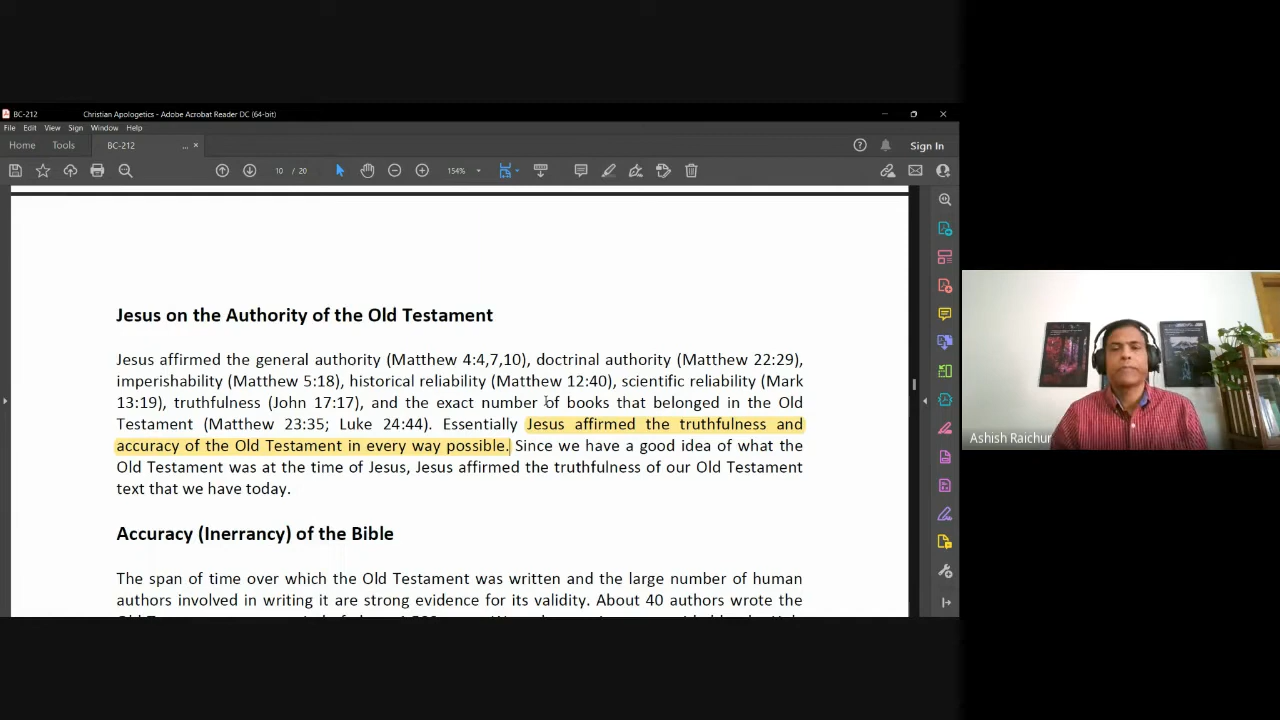 BC-212 Christian Apologetics - Adobe Acrobat Reader DC (64-bit)
File Edit View Sign Window Help
Home Tools BC-212 ... × Sign In
10 / 20 154%
Jesus on the Authority of the Old Testament
Jesus affirmed the general authority (Matthew 4:4,7,10), doctrinal authority (Matthew 22:29),
imperishability (Matthew 5:18), historical reliability (Matthew 12:40), scientific reliability (Mark
13:19), truthfulness (John 17:17), and the exact number of books that belonged in the Old
Testament (Matthew 23:35; Luke 24:44). Essentially Jesus affirmed the truthfulness and
accuracy of the Old Testament in every way possible. Since we have a good idea of what the
Old Testament was at the time of Jesus, Jesus affirmed the truthfulness of our Old Testament
text that we have today.
Ashish Raichur
Accuracy (Inerrancy) of the Bible
The span of time over which the Old Testament was written and the large number of human
authors involved in writing it are strong evidence for its validity. About 40 authors wrote the